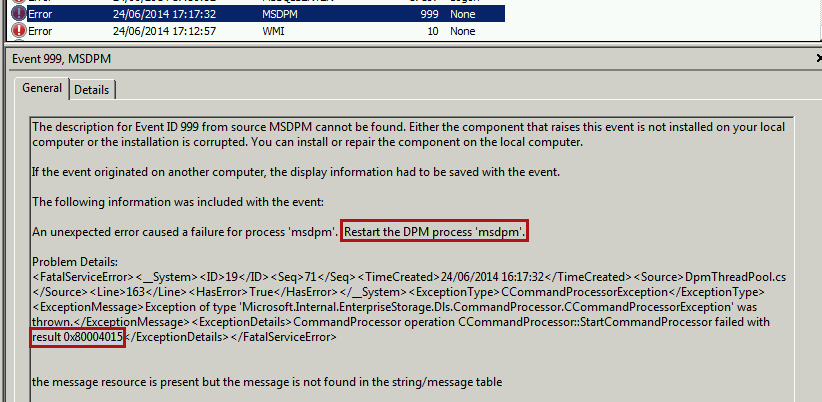 Error 24/06/2014 17:17:32 MSDPM 999 None
Error 24/06/2014 17:12:57 WMI 10 None
Event 999, MSDPM
General Details
The description for Event ID 999 from source MSDPM cannot be found. Either the component that raises this event is not installed on your local
computer or the installation is corrupted. You can install or repair the component on the local computer.
If the event originated on another computer, the display information had to be saved with the event.
The following information was included with the event:
An unexpected error caused a failure for process 'msdpm'. Restart the DPM process 'msdpm'.
Problem Details:
<FatalServiceError><__System><ID>19</ID><Seq>71</Seq><TimeCreated>24/06/2014 16:17:32</TimeCreated><Source>DpmThreadPool.cs
</Source><Line>163</Line><HasError>True</HasError></__System><ExceptionType>CCommandProcessorException</ExceptionType>
<ExceptionMessage>Exception of type 'Microsoft.Internal.EnterpriseStorage.Dls.CommandProcessor.CCommandProcessorException' was
thrown.</ExceptionMessage><ExceptionDetails>CommandProcessor operation CCommandProcessor::StartCommandProcessor failed with
result 0x80004015</ExceptionDetails></FatalServiceError>
the message resource is present but the message is not found in the string/message table